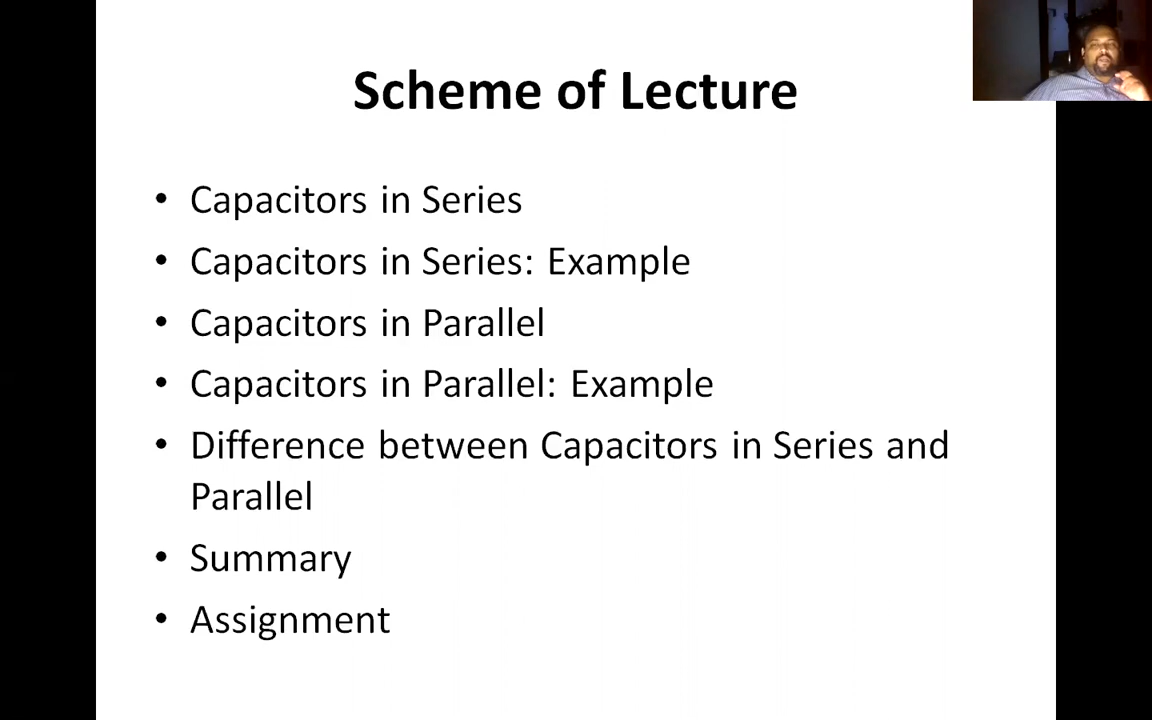 Scheme of Lecture
• Capacitors in Series
• Capacitors in Series: Example
• Capacitors in Parallel
• Capacitors in Parallel: Example
• Difference between Capacitors in Series and
Parallel
• Summary
• Assignment